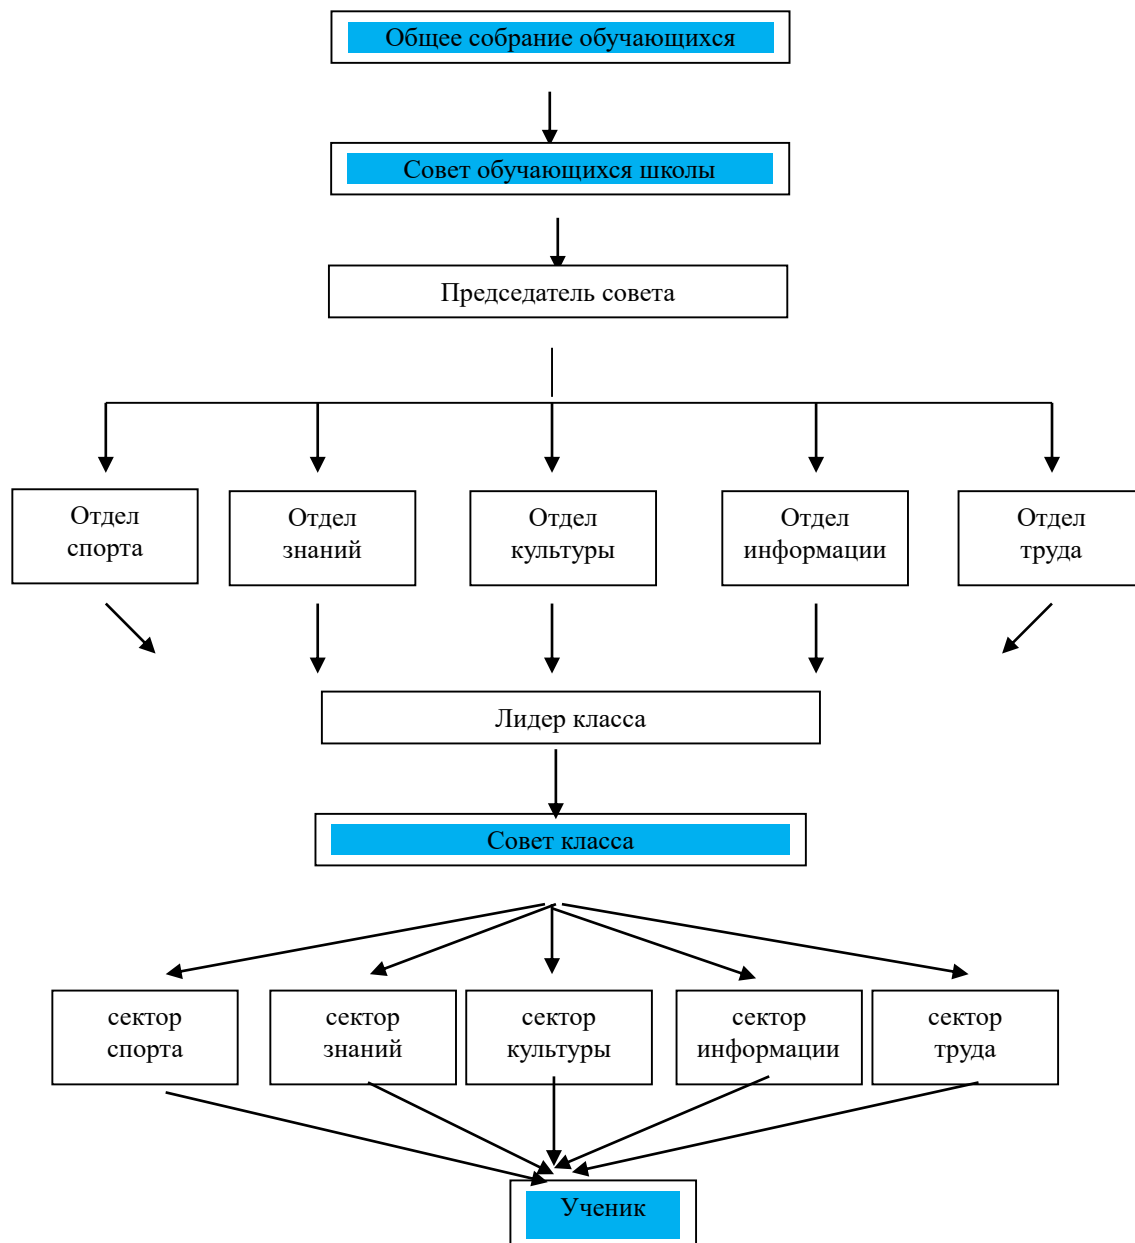 Общее собрание обучающихся
Совет обучающихся школы
Председатель совета
Отдел
спорта
Отдел
знаний
Отдел
культуры
Отдел
информации
Отдел
труда
Лидер класса
Совет класса
сектор
спорта
сектор
знаний
сектор
культуры
сектор
информации
сектор
труда
Ученик